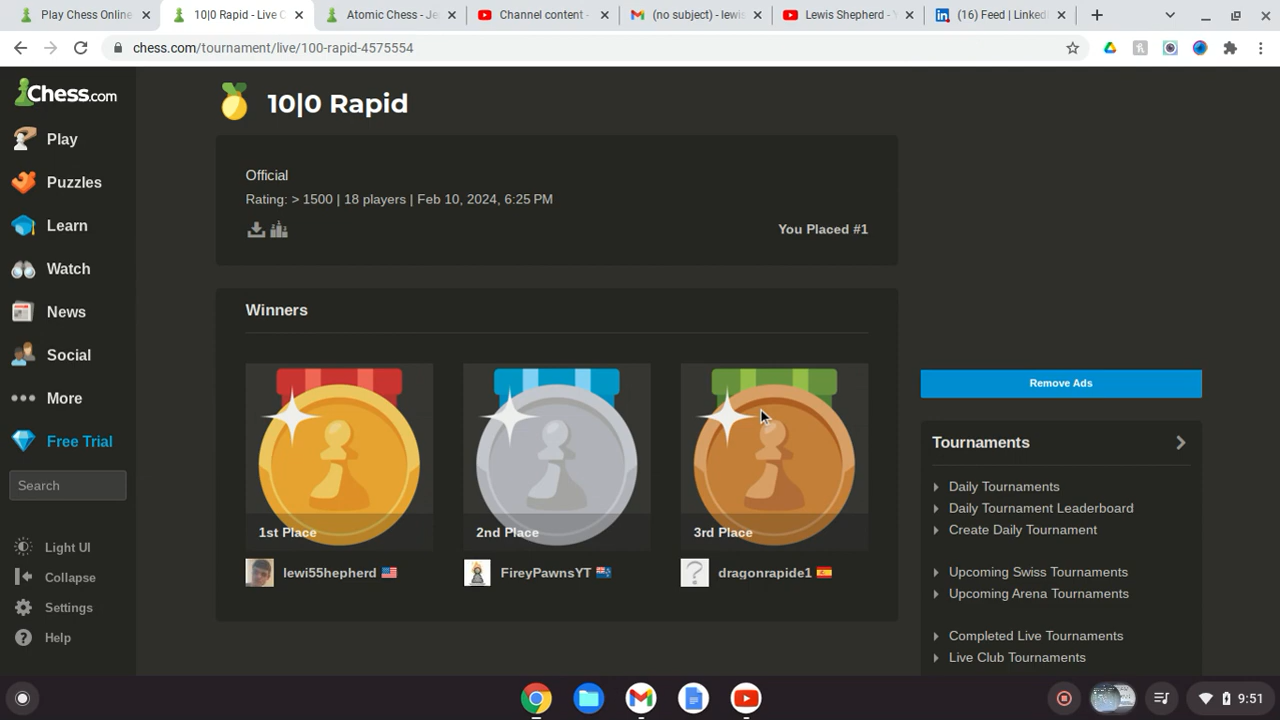 Play Chess Online
10|0 Rapid - Live C
Atomic Chess - Je
Channel content -
(no subject) - lewis
Lewis Shepherd -
(16) Feed | LinkedI
chess.com/tournament/live/100-rapid-4575554
Chess.com
Play
Puzzles
Learn
Watch
News
Social
More
Free Trial
Search
Light UI
Collapse
Settings
Help
10|0 Rapid
Official
Rating: > 1500 | 18 players | Feb 10, 2024, 6:25 PM
You Placed #1
Winners
1st Place
2nd Place
3rd Place
lewi55hepherd
FireyPawnsYT
dragonrapide1
Remove Ads
Tournaments
Daily Tournaments
Daily Tournament Leaderboard
Create Daily Tournament
Upcoming Swiss Tournaments
Upcoming Arena Tournaments
Completed Live Tournaments
Live Club Tournaments
9:51